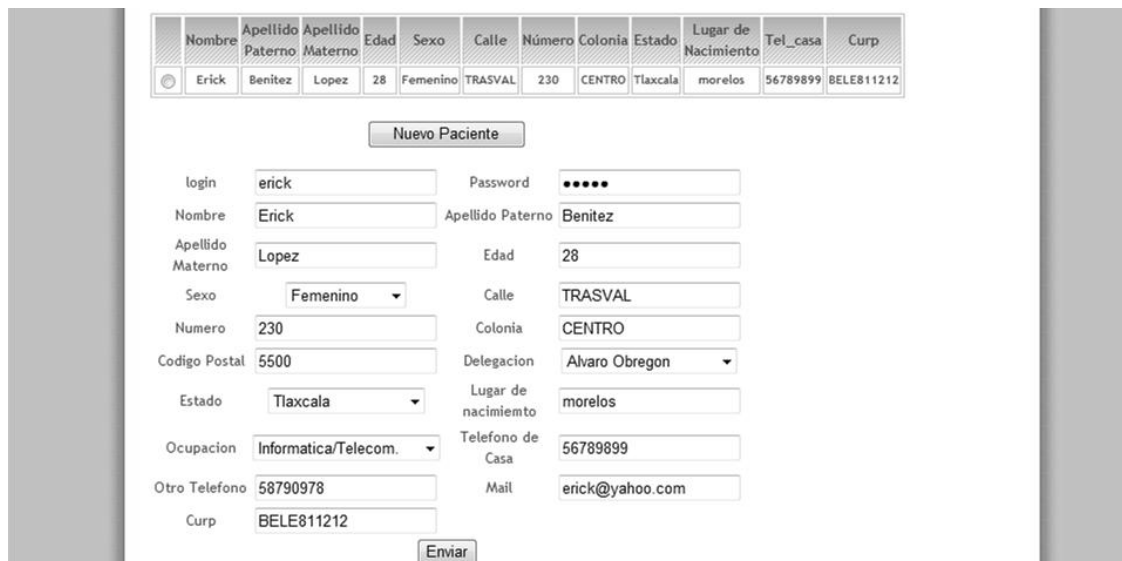 Nombre Apellido Paterno Apellido Materno Edad Sexo Calle Número Colonia Estado Lugar de Nacimiento Tel_casa Curp
Erick Benitez Lopez 28 Femenino TRASVAL 230 CENTRO Tlaxcala morelos 56789899 BELE811212
Nuevo Paciente
login erick Password •••••
Nombre Erick Apellido Paterno Benitez
Apellido Materno Lopez Edad 28
Sexo Femenino Calle TRASVAL
Numero 230 Colonia CENTRO
Codigo Postal 5500 Delegacion Alvaro Obregon
Estado Tlaxcala Lugar de nacimiemto morelos
Ocupacion Informatica/Telecom. Telefono de Casa 56789899
Otro Telefono 58790978 Mail erick@yahoo.com
Curp BELE811212
Enviar